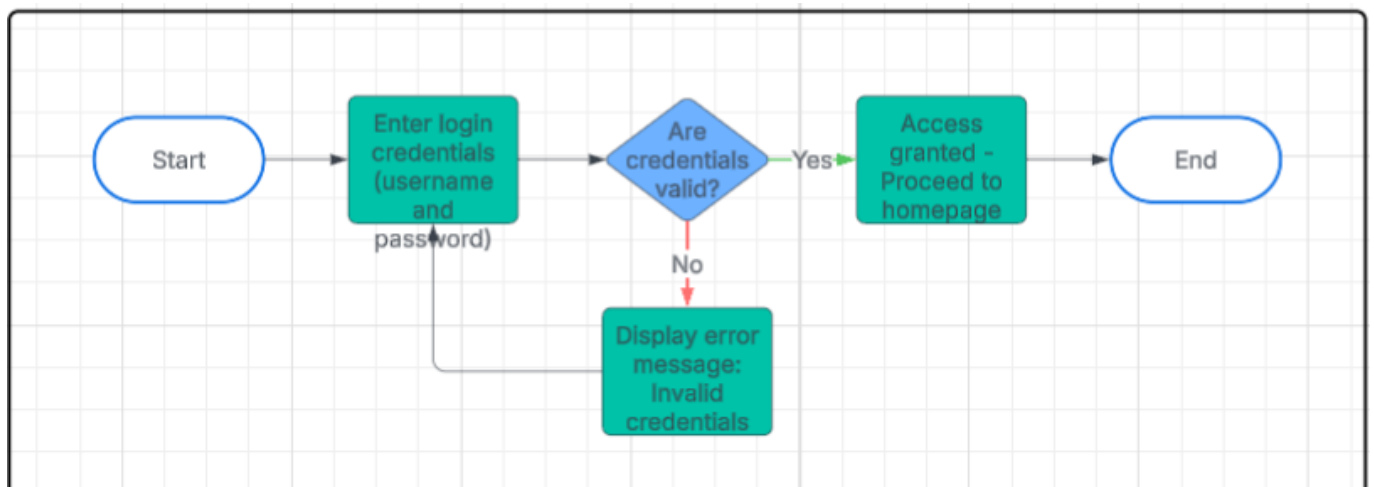 Start
Enter login
credentials
(username
and
password)
Are
credentials
valid?
Yes
Access
granted -
Proceed to
homepage
End
No
Display error
message:
Invalid
credentials